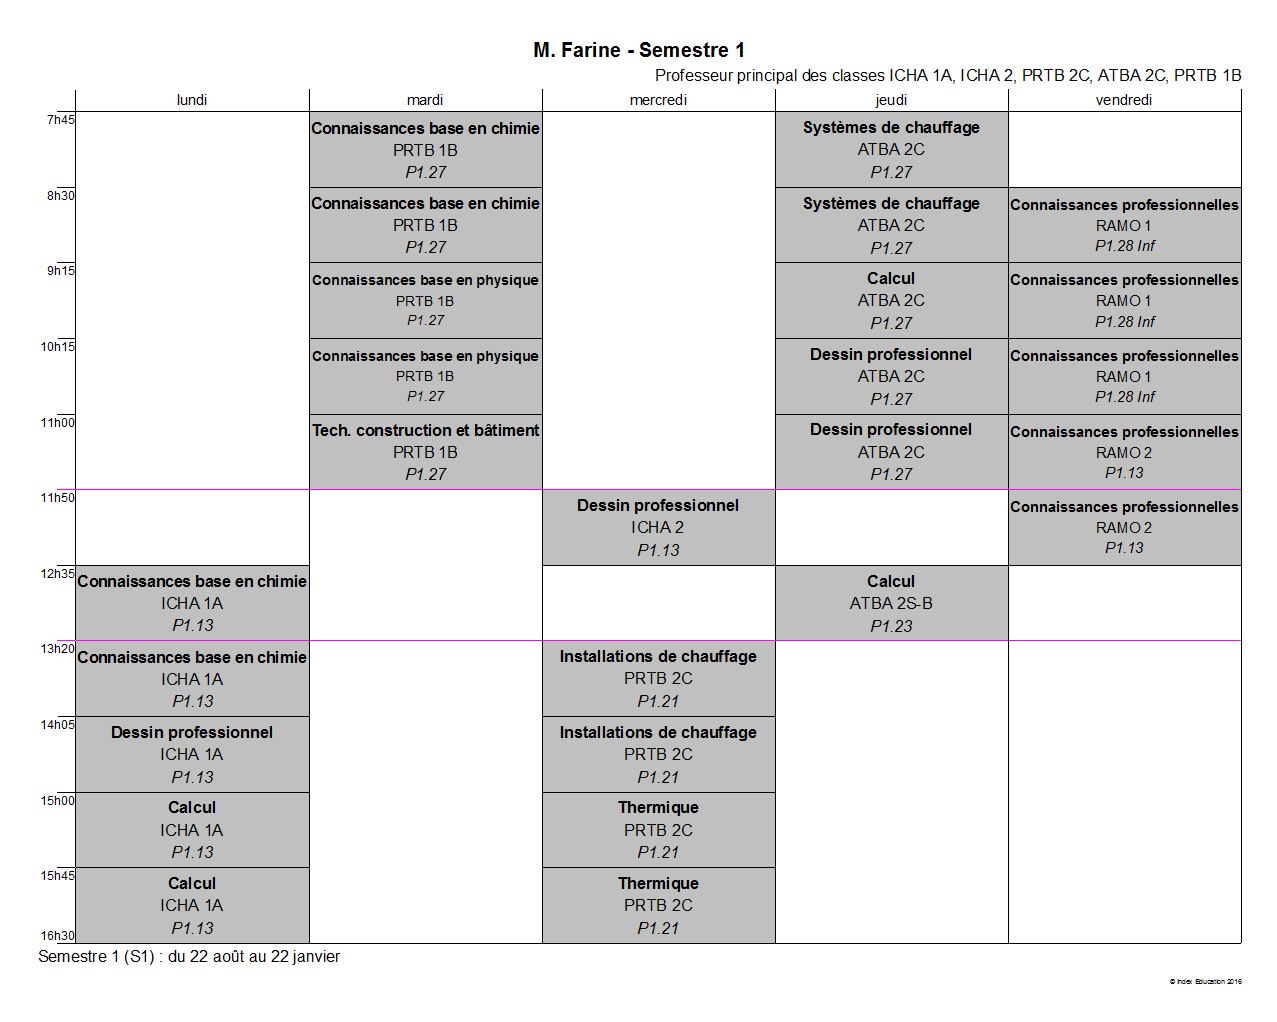 M. Farine - Semestre 1
Professeur principal des classes ICHA 1A, ICHA 2, PRTB 2C, ATBA 2C, PRTB 1B
lundi mardi mercredi jeudi vendredi
7h45
Connaissances base en chimie
PRTB 1B
P1.27
Systèmes de chauffage
ATBA 2C
P1.27
8h30
Connaissances base en chimie
PRTB 1B
P1.27
Systèmes de chauffage
ATBA 2C
P1.27
Connaissances professionnelles
RAMO 1
P1.28 Inf
9h15
Connaissances base en physique
PRTB 1B
P1.27
Calcul
ATBA 2C
P1.27
Connaissances professionnelles
RAMO 1
P1.28 Inf
10h15
Connaissances base en physique
PRTB 1B
P1.27
Dessin professionnel
ATBA 2C
P1.27
Connaissances professionnelles
RAMO 1
P1.28 Inf
11h00
Tech. construction et bâtiment
PRTB 1B
P1.27
Dessin professionnel
ATBA 2C
P1.27
Connaissances professionnelles
RAMO 2
P1.13
11h50
Dessin professionnel
ICHA 2
P1.13
Connaissances professionnelles
RAMO 2
P1.13
12h35
Connaissances base en chimie
ICHA 1A
P1.13
Calcul
ATBA 2S-B
P1.23
13h20
Connaissances base en chimie
ICHA 1A
P1.13
Installations de chauffage
PRTB 2C
P1.21
14h05
Dessin professionnel
ICHA 1A
P1.13
Installations de chauffage
PRTB 2C
P1.21
15h00
Calcul
ICHA 1A
P1.13
Thermique
PRTB 2C
P1.21
15h45
Calcul
ICHA 1A
P1.13
Thermique
PRTB 2C
P1.21
16h30
Semestre 1 (S1) : du 22 août au 22 janvier
© Index Education 2016